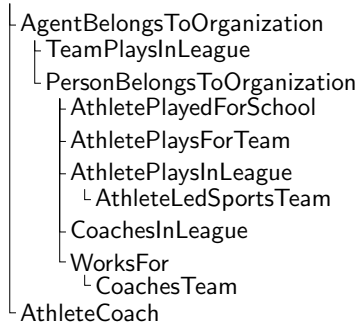 AgentBelongsToOrganization
TeamPlaysInLeague
PersonBelongsToOrganization
AthletePlayedForSchool
AthletePlaysForTeam
AthletePlaysInLeague
AthleteLedSportsTeam
CoachesInLeague
WorksFor
CoachesTeam
AthleteCoach